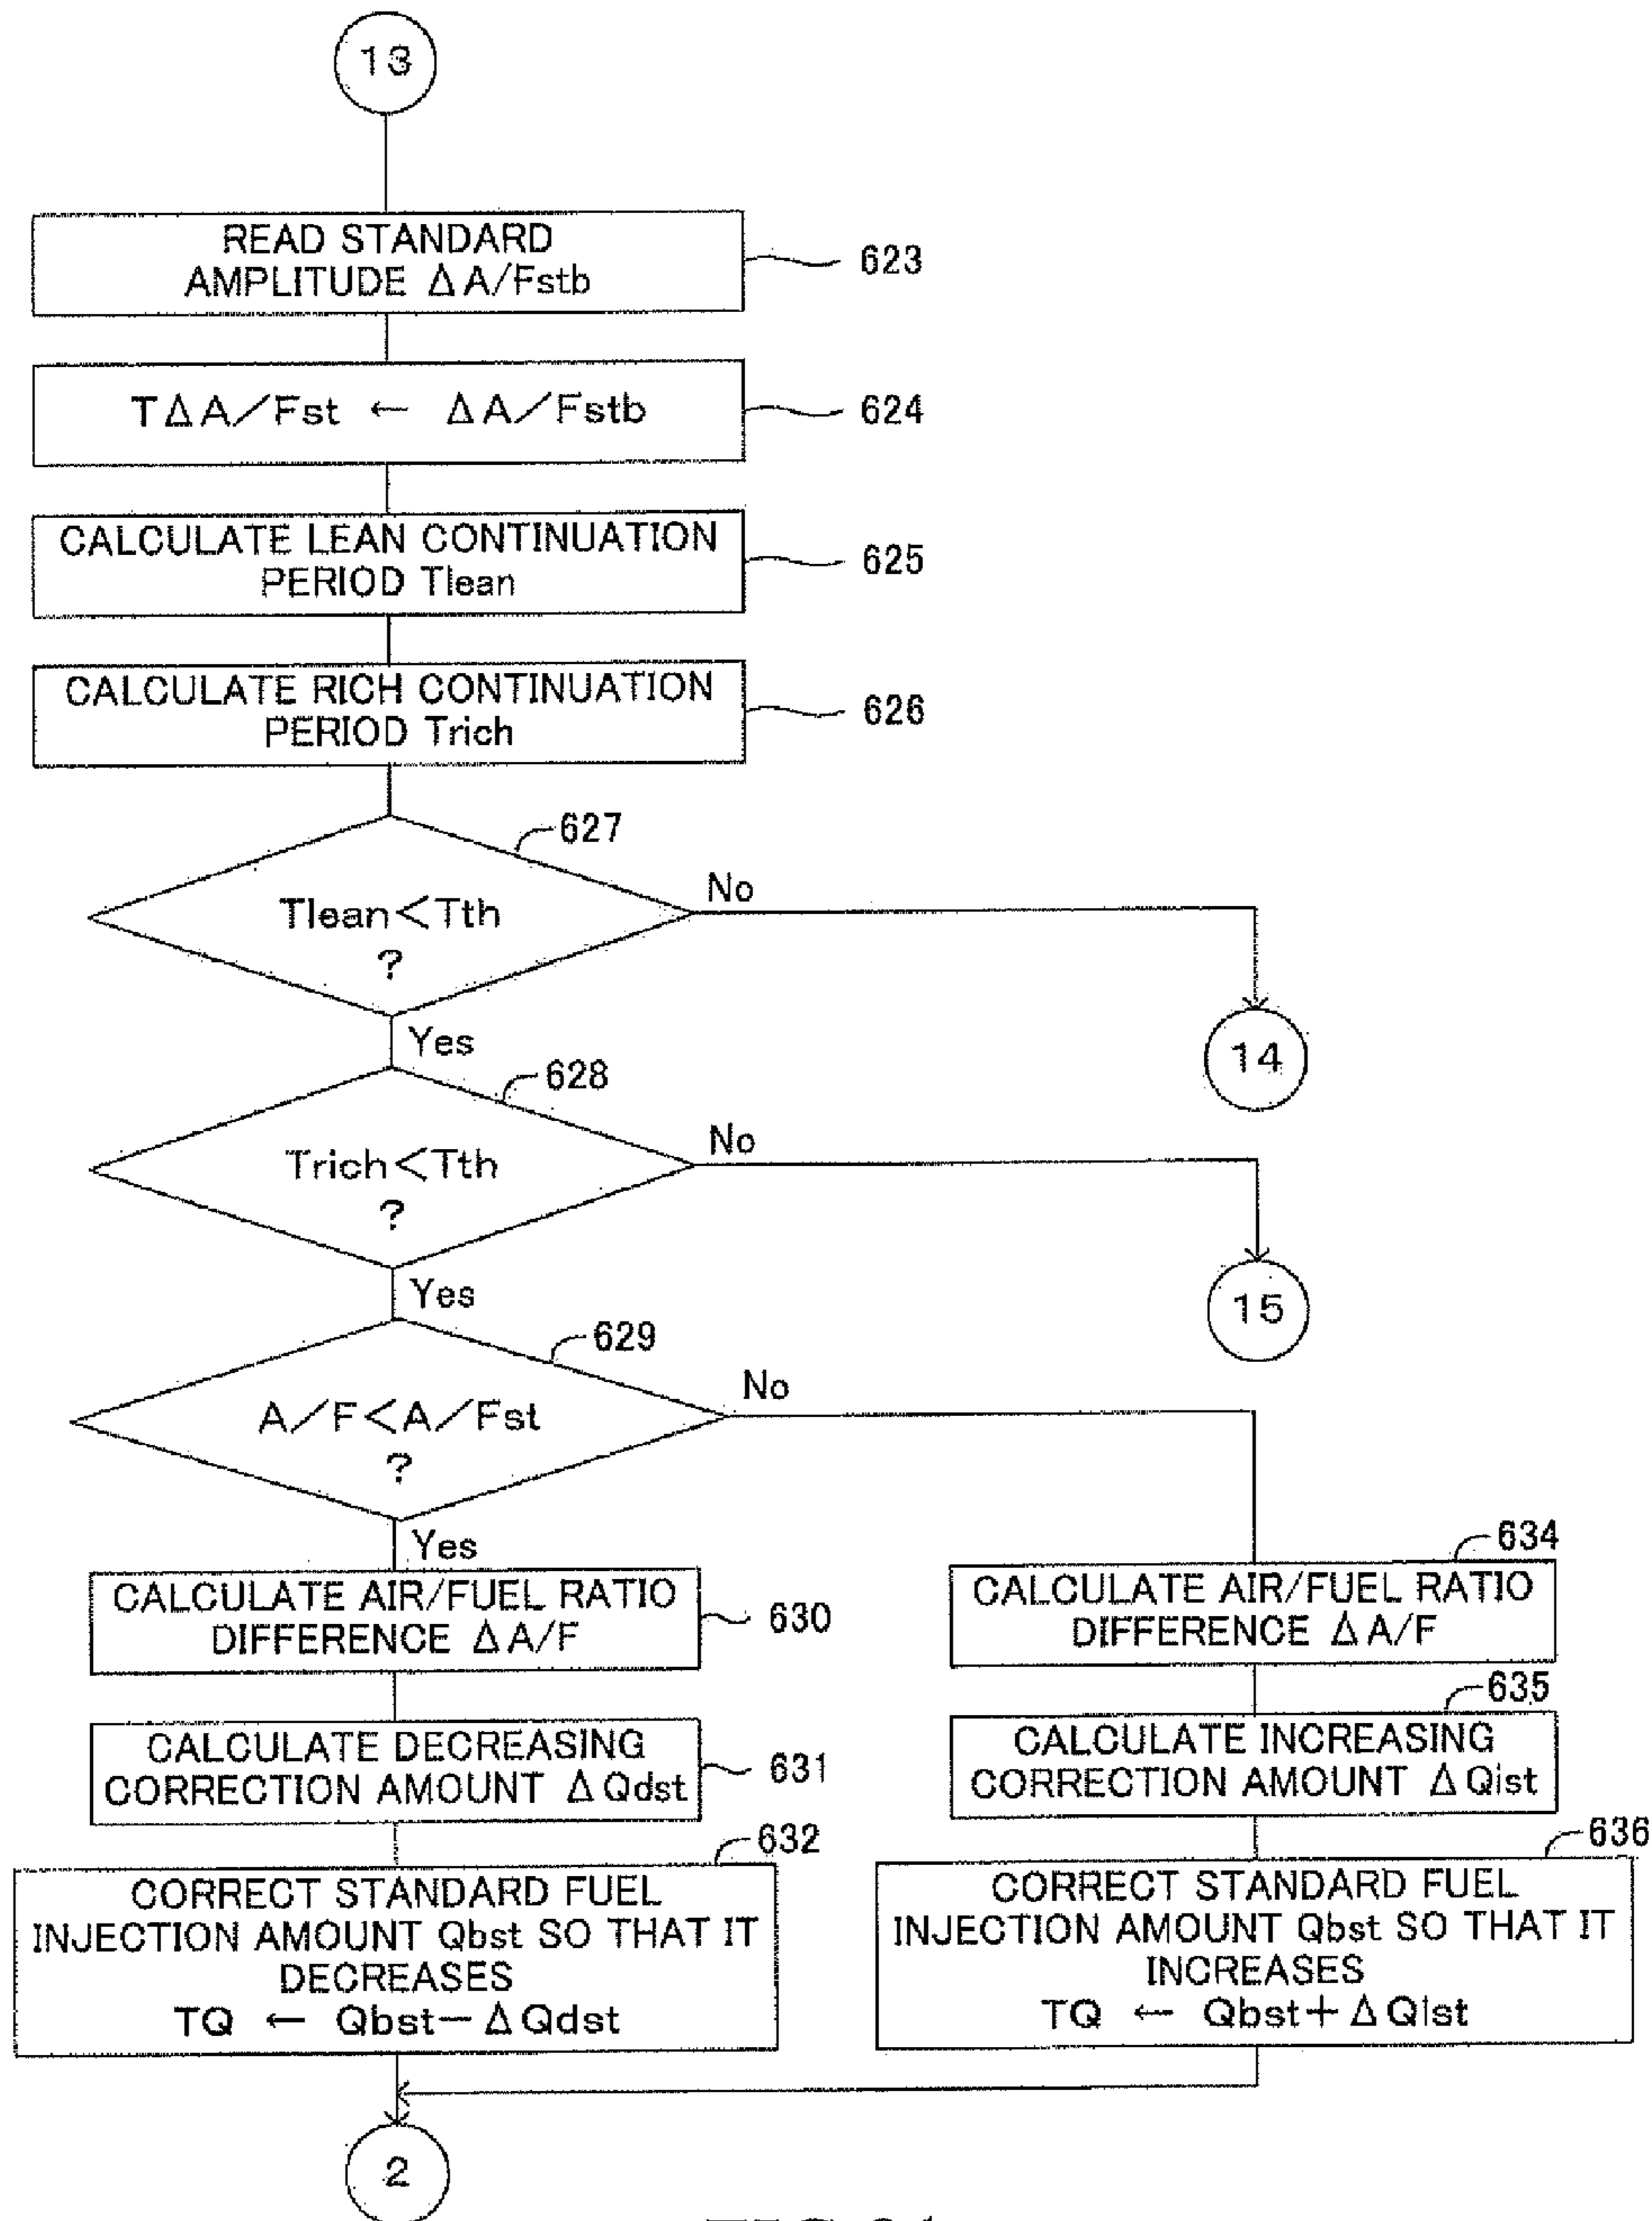 13
READ STANDARD
AMPLITUDE ΔA/Fstb
623
TΔA/Fst ← ΔA/Fstb
624
CALCULATE LEAN CONTINUATION
PERIOD Tlean
625
CALCULATE RICH CONTINUATION
PERIOD Trich
626
627
Tlean<Tth
?
No
Yes
14
628
Trich<Tth
?
No
Yes
15
629
A/F<A/Fst
?
No
Yes
CALCULATE AIR/FUEL RATIO
DIFFERENCE ΔA/F
630
CALCULATE DECREASING
CORRECTION AMOUNT ΔQdst
631
632
CORRECT STANDARD FUEL
INJECTION AMOUNT Qbst SO THAT IT
DECREASES
TQ ← Qbst-ΔQdst
634
CALCULATE AIR/FUEL RATIO
DIFFERENCE ΔA/F
635
CALCULATE INCREASING
CORRECTION AMOUNT ΔQist
636
CORRECT STANDARD FUEL
INJECTION AMOUNT Qbst SO THAT IT
INCREASES
TQ ← Qbst+ΔQist
2